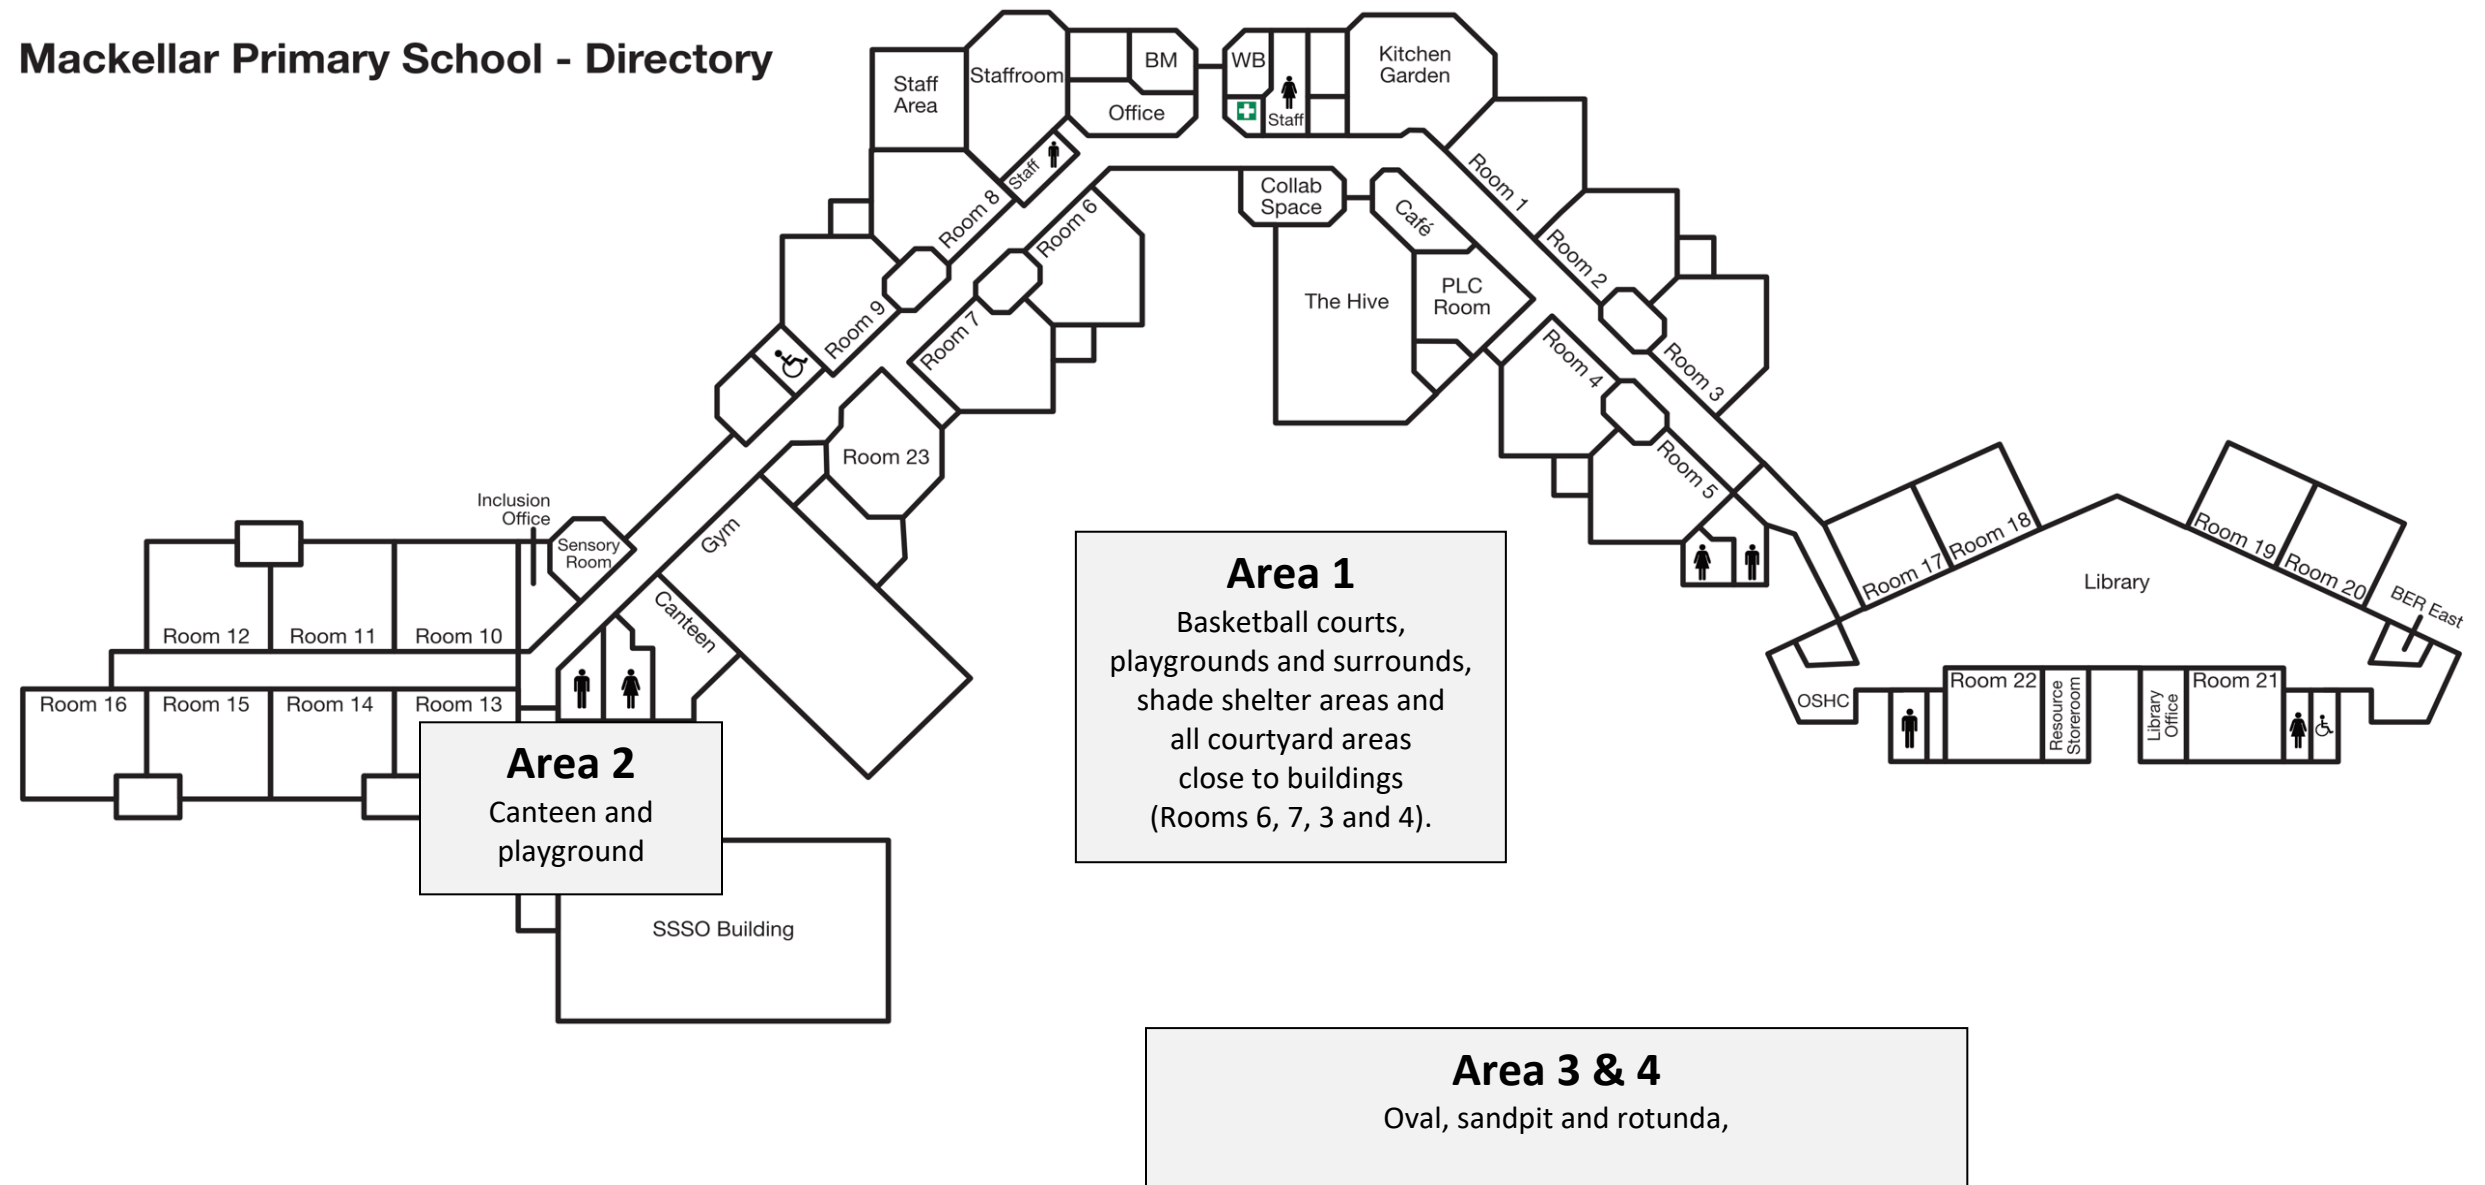 Mackellar Primary School - Directory
Staff
Area
Staffroom
BM
Office
WB
Staff
Kitchen
Garden
Staff
Room 8
Room 6
Room 9
Room 7
Collab
Space
Café
The Hive
PLC
Room
Room 1
Room 2
Room 3
Room 4
Room 5
Room 23
Inclusion
Office
Sensory
Room
Gym
Canteen
Room 12
Room 11
Room 10
Room 16
Room 15
Room 14
Room 13
Room 17
Room 18
Library
Room 19
Room 20
BER East
OSHC
Room 22
Resource
Storeroom
Library
Office
Room 21
Area 1
Basketball courts,
playgrounds and surrounds,
shade shelter areas and
all courtyard areas
close to buildings
(Rooms 6, 7, 3 and 4).
Area 2
Canteen and
playground
SSSO Building
Area 3 & 4
Oval, sandpit and rotunda,